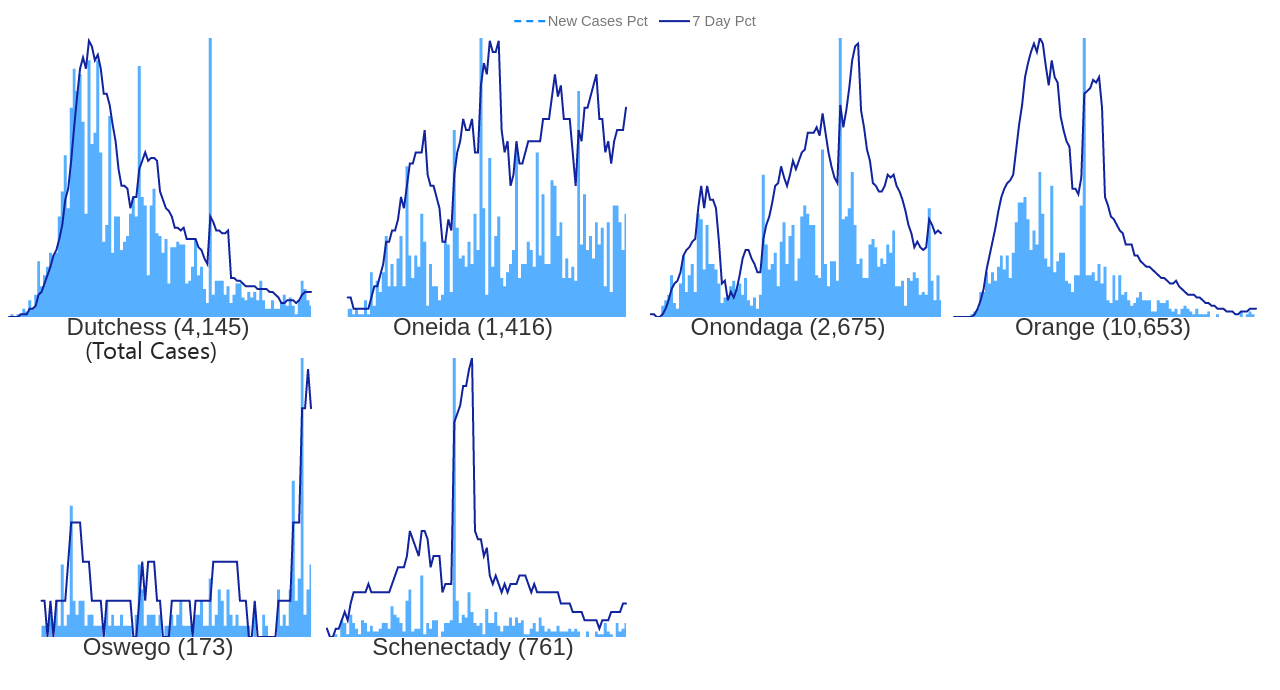 New Cases Pct 7 Day Pct
Dutchess (4,145)
(Total Cases)
Oneida (1,416)
Onondaga (2,675)
Orange (10,653)
Oswego (173)
Schenectady (761)